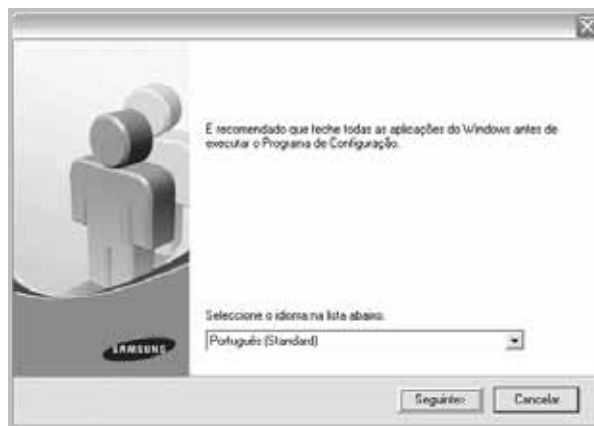 É recomendado que feche todas as aplicações do Windows antes de
executar o Programa de Configuração.
Seleccione o idioma na lista abaixo.
Português (Standard)
SAMSUNG
Seguinte>
Cancelar